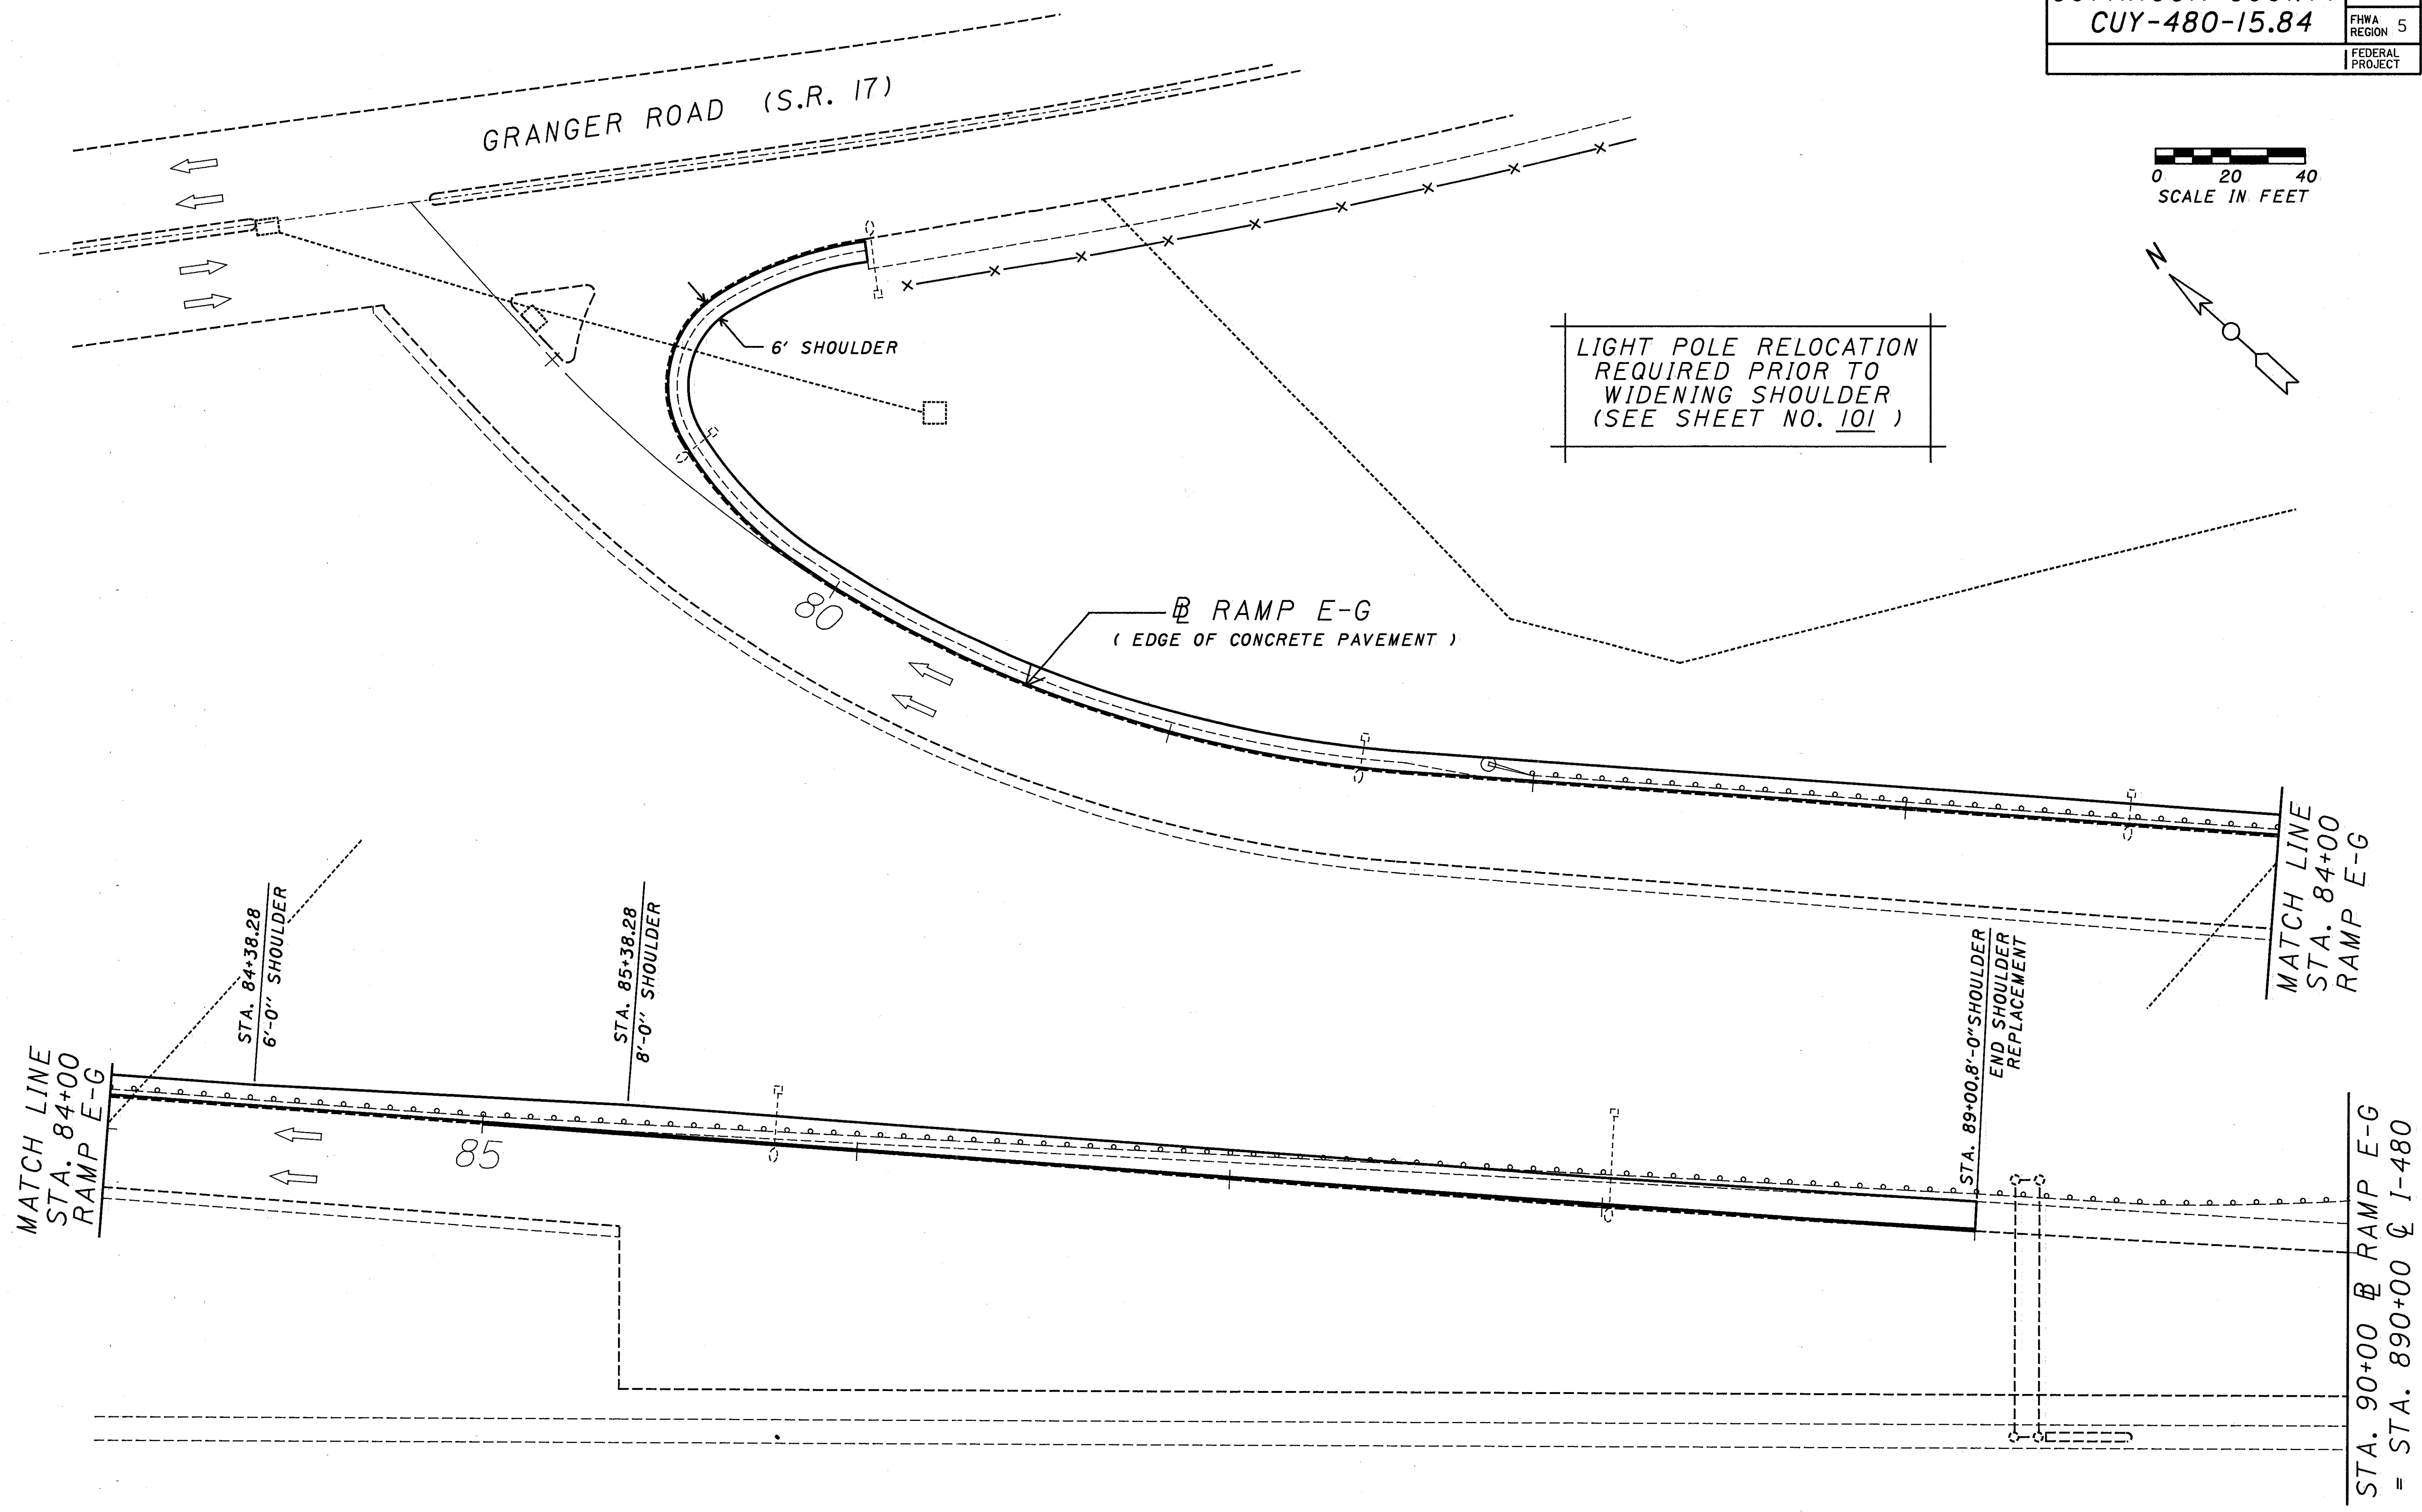 CUY-480-15.84
FHWA
REGION 5
FEDERAL
PROJECT
GRANGER ROAD (S.R. 17)
0 20 40
SCALE IN FEET
N
6' SHOULDER
LIGHT POLE RELOCATION
REQUIRED PRIOR TO
WIDENING SHOULDER
(SEE SHEET NO. 101 )
80
℄ RAMP E-G
( EDGE OF CONCRETE PAVEMENT )
MATCH LINE
STA. 84+00
RAMP E-G
STA. 84+38.28
6'-0" SHOULDER
STA. 85+38.28
8'-0" SHOULDER
STA. 89+00.8'-0" SHOULDER
END SHOULDER
REPLACEMENT
MATCH LINE
STA. 84+00
RAMP E-G
85
STA. 90+00 ℄ RAMP E-G
= STA. 890+00 ℄ I-480